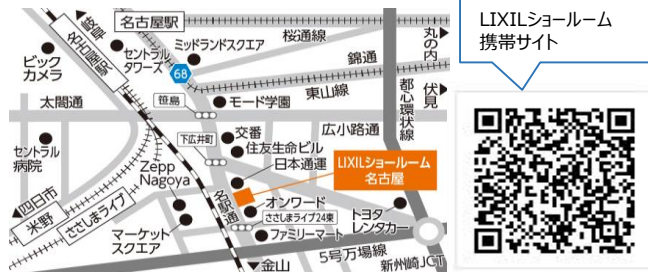 岐阜
名古屋駅
名古屋駅
桜通線
丸の内
ミッドランドスクエア
セントラル
タワーズ
ビック
カメラ
68
錦通
東山線
都心環状線
伏見
太閤通
笹島
モード学園
広小路通
交番
下広井町
住友生命ビル
セントラル
病院
日本通運
LIXILショールーム
名古屋
Zepp
Nagoya
四日市
米野
ささしまライブ
名駅通
オンワード
ささしまライブ24東
トヨタ
レンタカー
マーケット
スクエア
ファミリーマート
5号万場線
金山
新州崎JCT
LIXILショールーム
携帯サイト